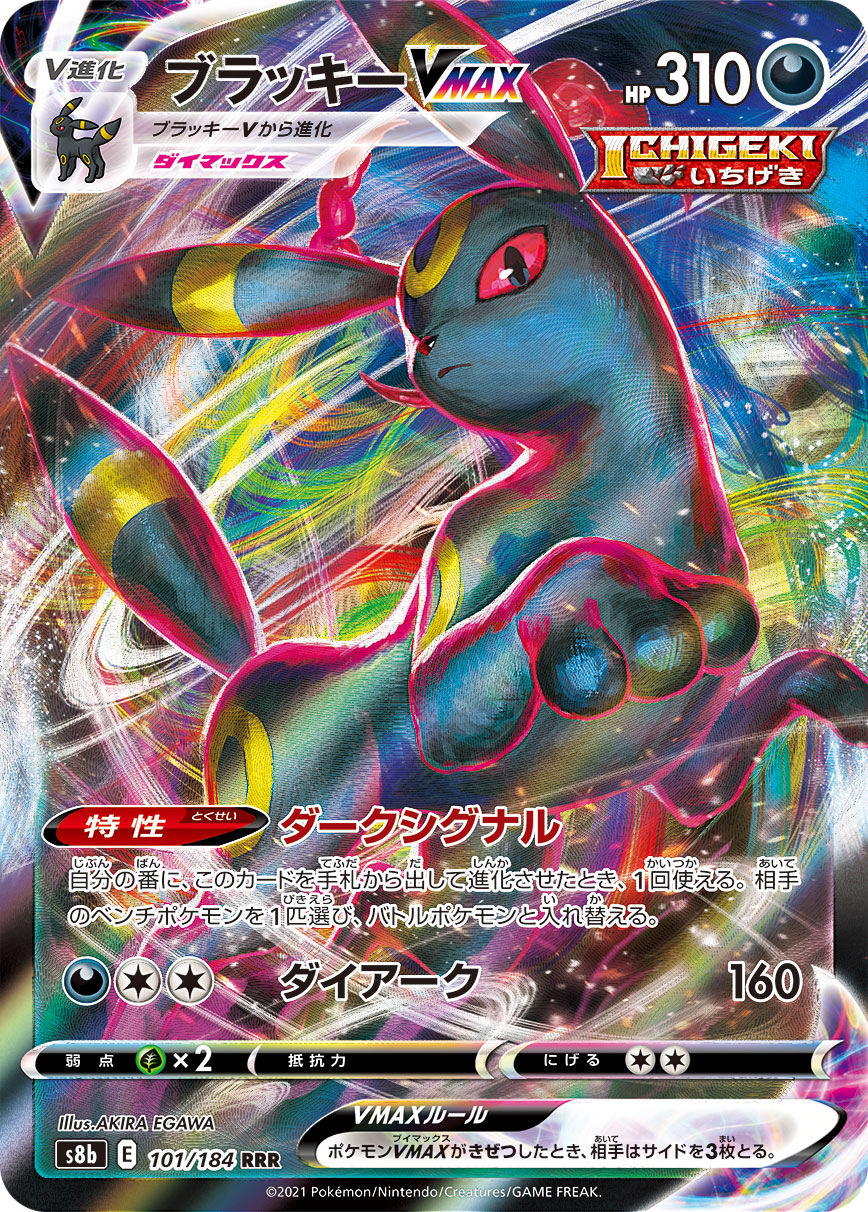 V進化
ブラッキーVMAX
HP 310
ブラッキーVから進化
ダイマックス
ICHIGEKI
いちげき
特性 とくせい ダークシグナル
自分の番に、このカードを手札から出して進化させたとき、1回使える。相手
のベンチポケモンを1匹選び、バトルポケモンと入れ替える。
ダイアーク 160
弱点 ×2 抵抗力 にげる
Illus.AKIRA EGAWA
VMAXルール
ポケモンVMAXがきぜつしたとき、相手はサイドを3枚とる。
s8b E 101/184 RRR
©2021 Pokémon/Nintendo/Creatures/GAME FREAK.